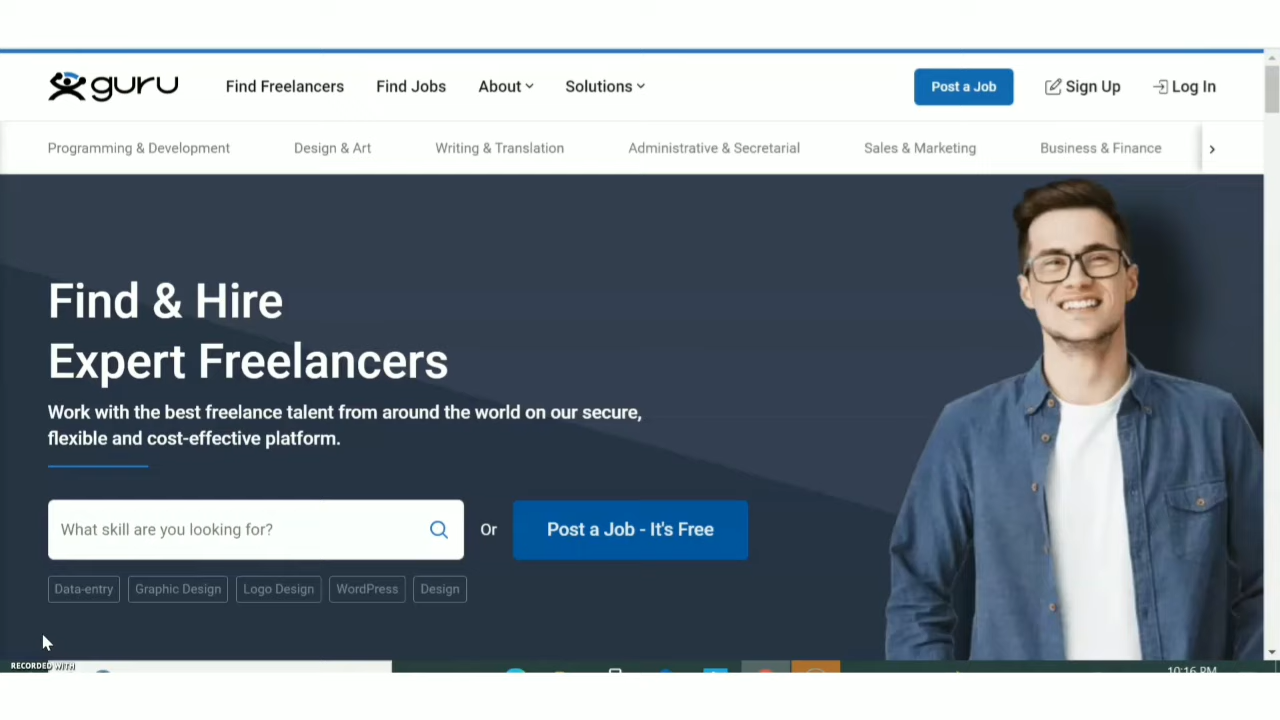 guru
Find Freelancers
Find Jobs
About
Solutions
Post a Job
Sign Up
Log In
Programming & Development
Design & Art
Writing & Translation
Administrative & Secretarial
Sales & Marketing
Business & Finance
Find & Hire
Expert Freelancers
Work with the best freelance talent from around the world on our secure,
flexible and cost-effective platform.
What skill are you looking for?
Or
Post a Job - It's Free
Data-entry
Graphic Design
Logo Design
WordPress
Design
RECORDED WITH
10:16 PM